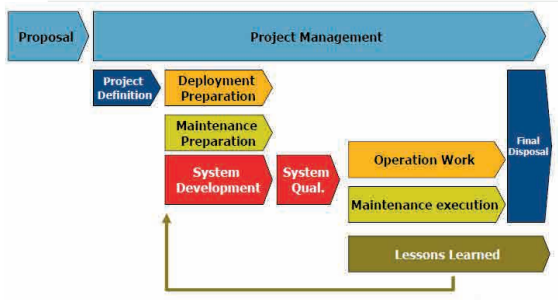 Proposal
Project Management
Project
Definition
Deployment
Preparation
Maintenance
Preparation
System
Development
System
Qual.
Operation Work
Maintenance execution
Final
Disposal
Lessons Learned